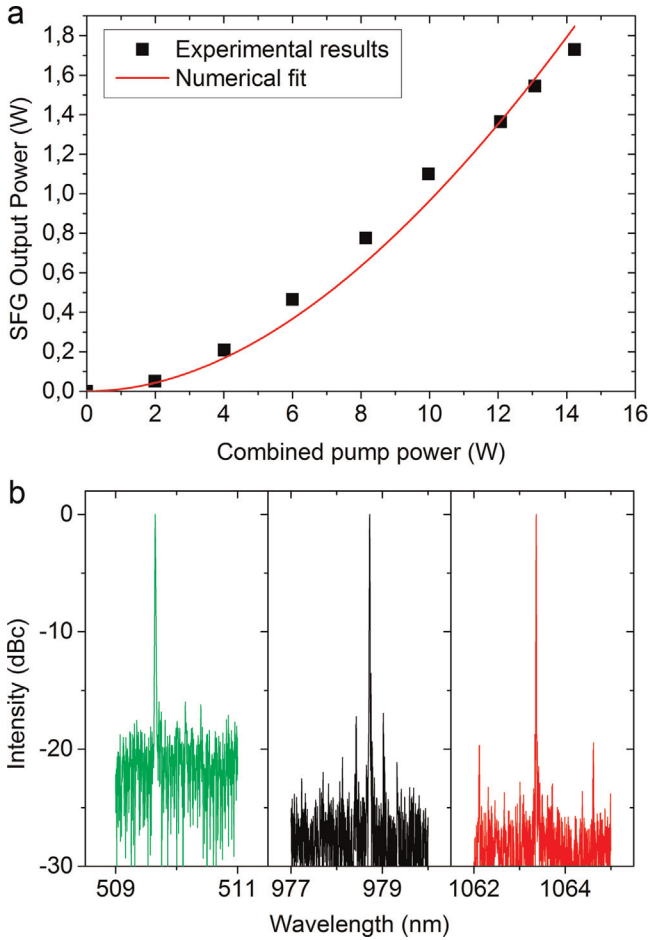 a
1,8
1,6
1,4
1,2
1,0
0,8
0,6
0,4
0,2
0,0
SFG Output Power (W)
Experimental results
Numerical fit
0 2 4 6 8 10 12 14 16
Combined pump power (W)
b
0
-10
-20
-30
Intensity (dBc)
509 511 977 979 1062 1064
Wavelength (nm)